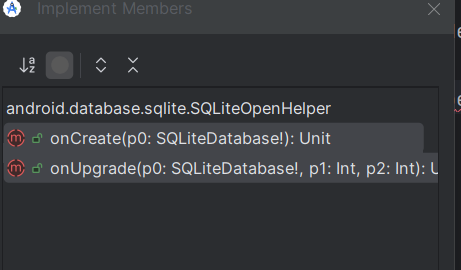 Implement Members
android.database.sqlite.SQLiteOpenHelper
onCreate(p0: SQLiteDatabase!): Unit
onUpgrade(p0: SQLiteDatabase!, p1: Int, p2: Int): U